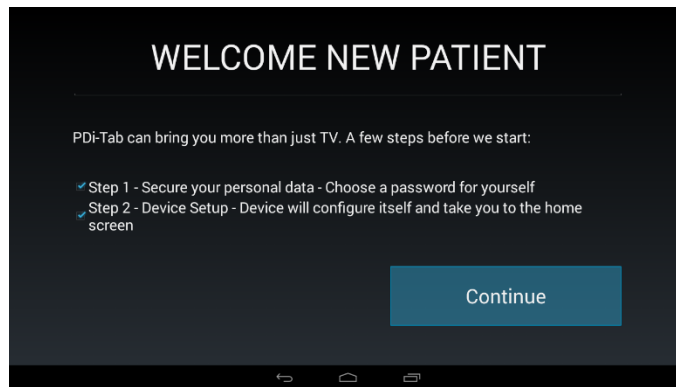 WELCOME NEW PATIENT
PDi-Tab can bring you more than just TV. A few steps before we start:
Step 1 - Secure your personal data - Choose a password for yourself
Step 2 - Device Setup - Device will configure itself and take you to the home
screen
Continue